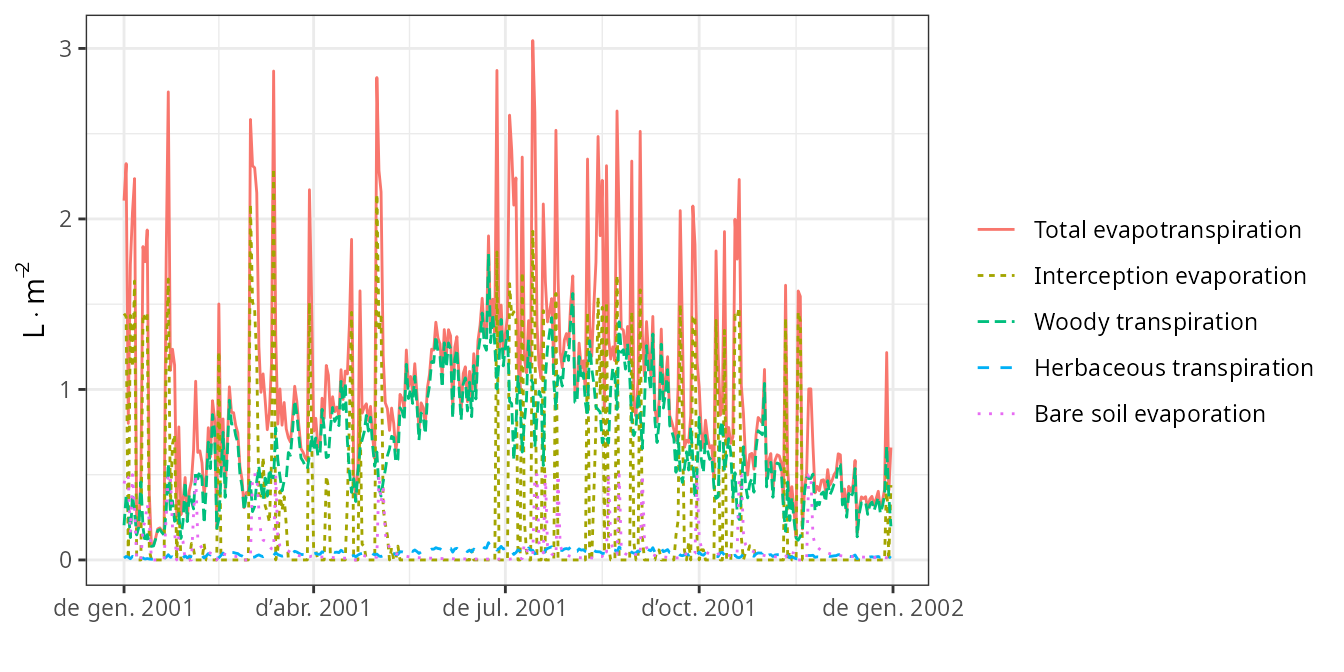 3
2
1
0
L · m⁻²
de gen. 2001
d’abr. 2001
de jul. 2001
d’oct. 2001
de gen. 2002
Total evapotranspiration
Interception evaporation
Woody transpiration
Herbaceous transpiration
Bare soil evaporation